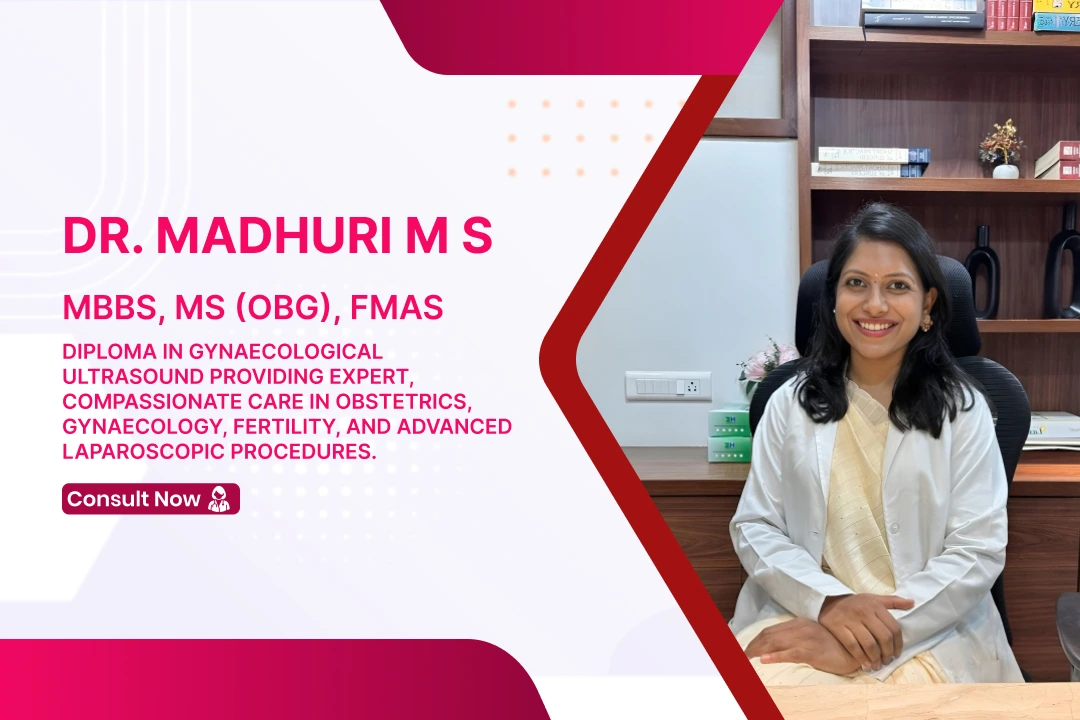 DR. MADHURI M S
MBBS, MS (OBG), FMAS
DIPLOMA IN GYNAECOLOGICAL
ULTRASOUND PROVIDING EXPERT,
COMPASSIONATE CARE IN OBSTETRICS,
GYNAECOLOGY, FERTILITY, AND ADVANCED
LAPAROSCOPIC PROCEDURES.
Consult Now